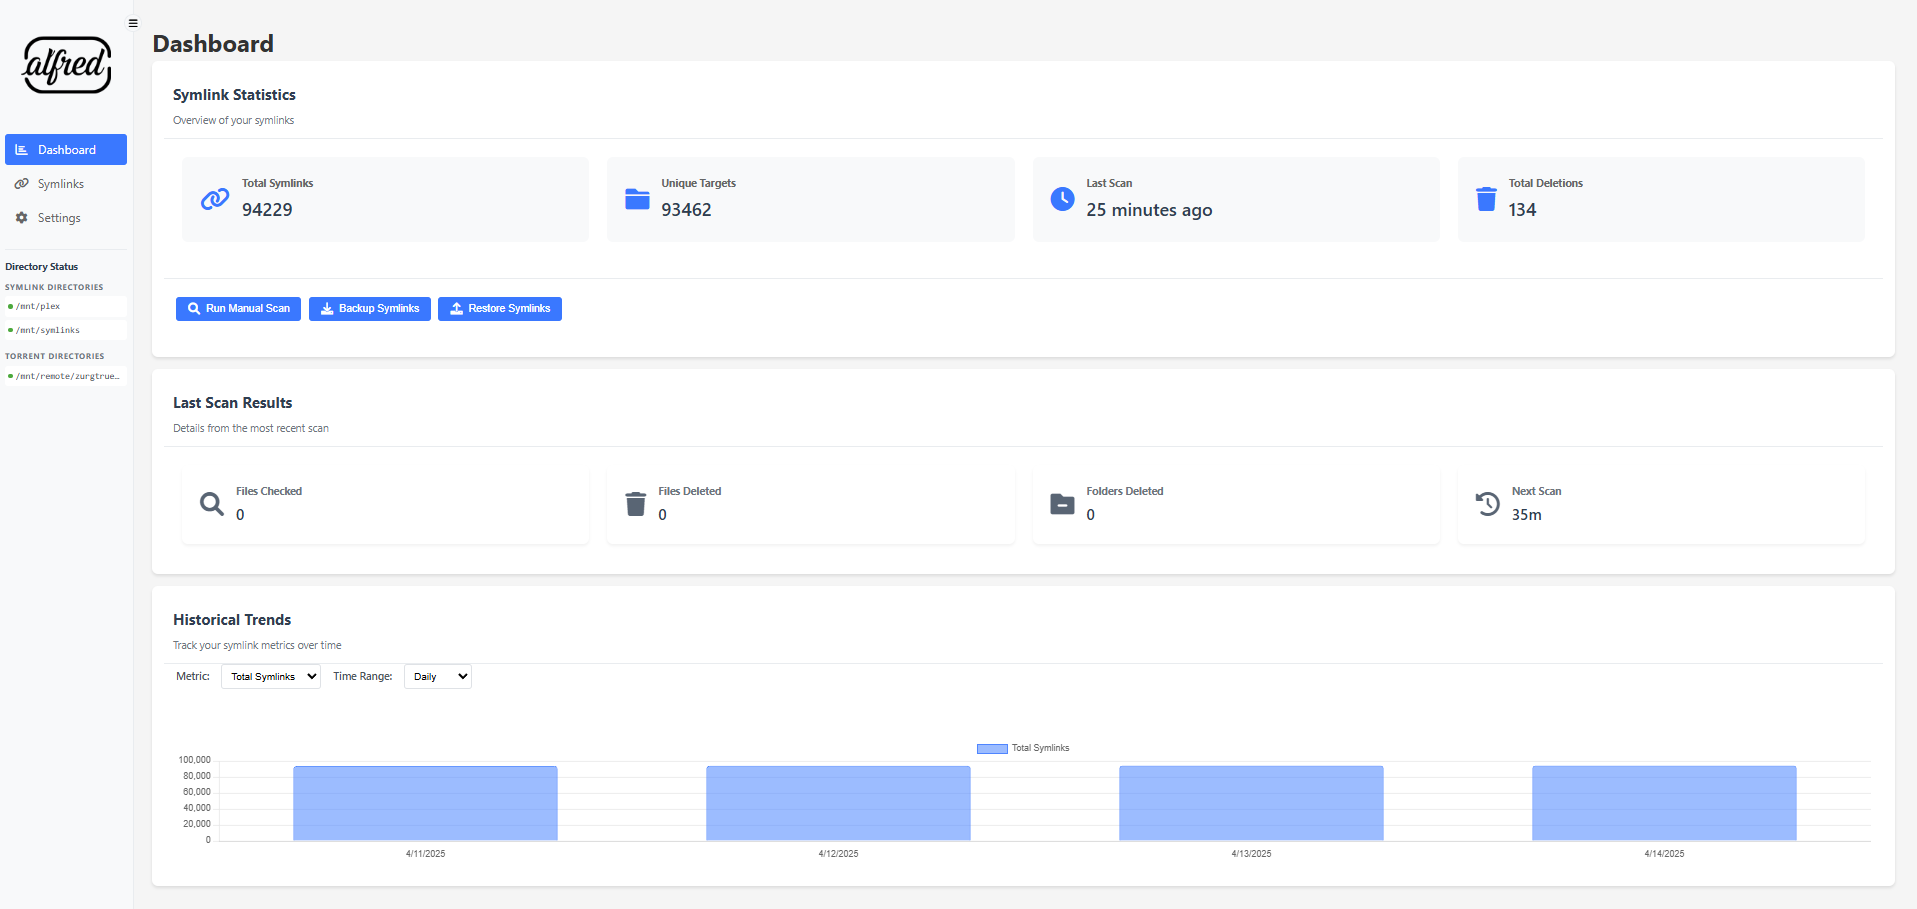 alfred
Dashboard
Symlinks
Settings
Directory Status
SYMLINK DIRECTORIES
/mnt/plex
/mnt/symlinks
TORRENT DIRECTORIES
/mnt/remote/zurgtrue…
Dashboard
Symlink Statistics
Overview of your symlinks
Total Symlinks
94229
Unique Targets
93462
Last Scan
25 minutes ago
Total Deletions
134
Run Manual Scan
Backup Symlinks
Restore Symlinks
Last Scan Results
Details from the most recent scan
Files Checked
0
Files Deleted
0
Folders Deleted
0
Next Scan
35m
Historical Trends
Track your symlink metrics over time
Metric: Total Symlinks Time Range: Daily
Total Symlinks
100,000
80,000
60,000
40,000
20,000
0
4/11/2025 4/12/2025 4/13/2025 4/14/2025